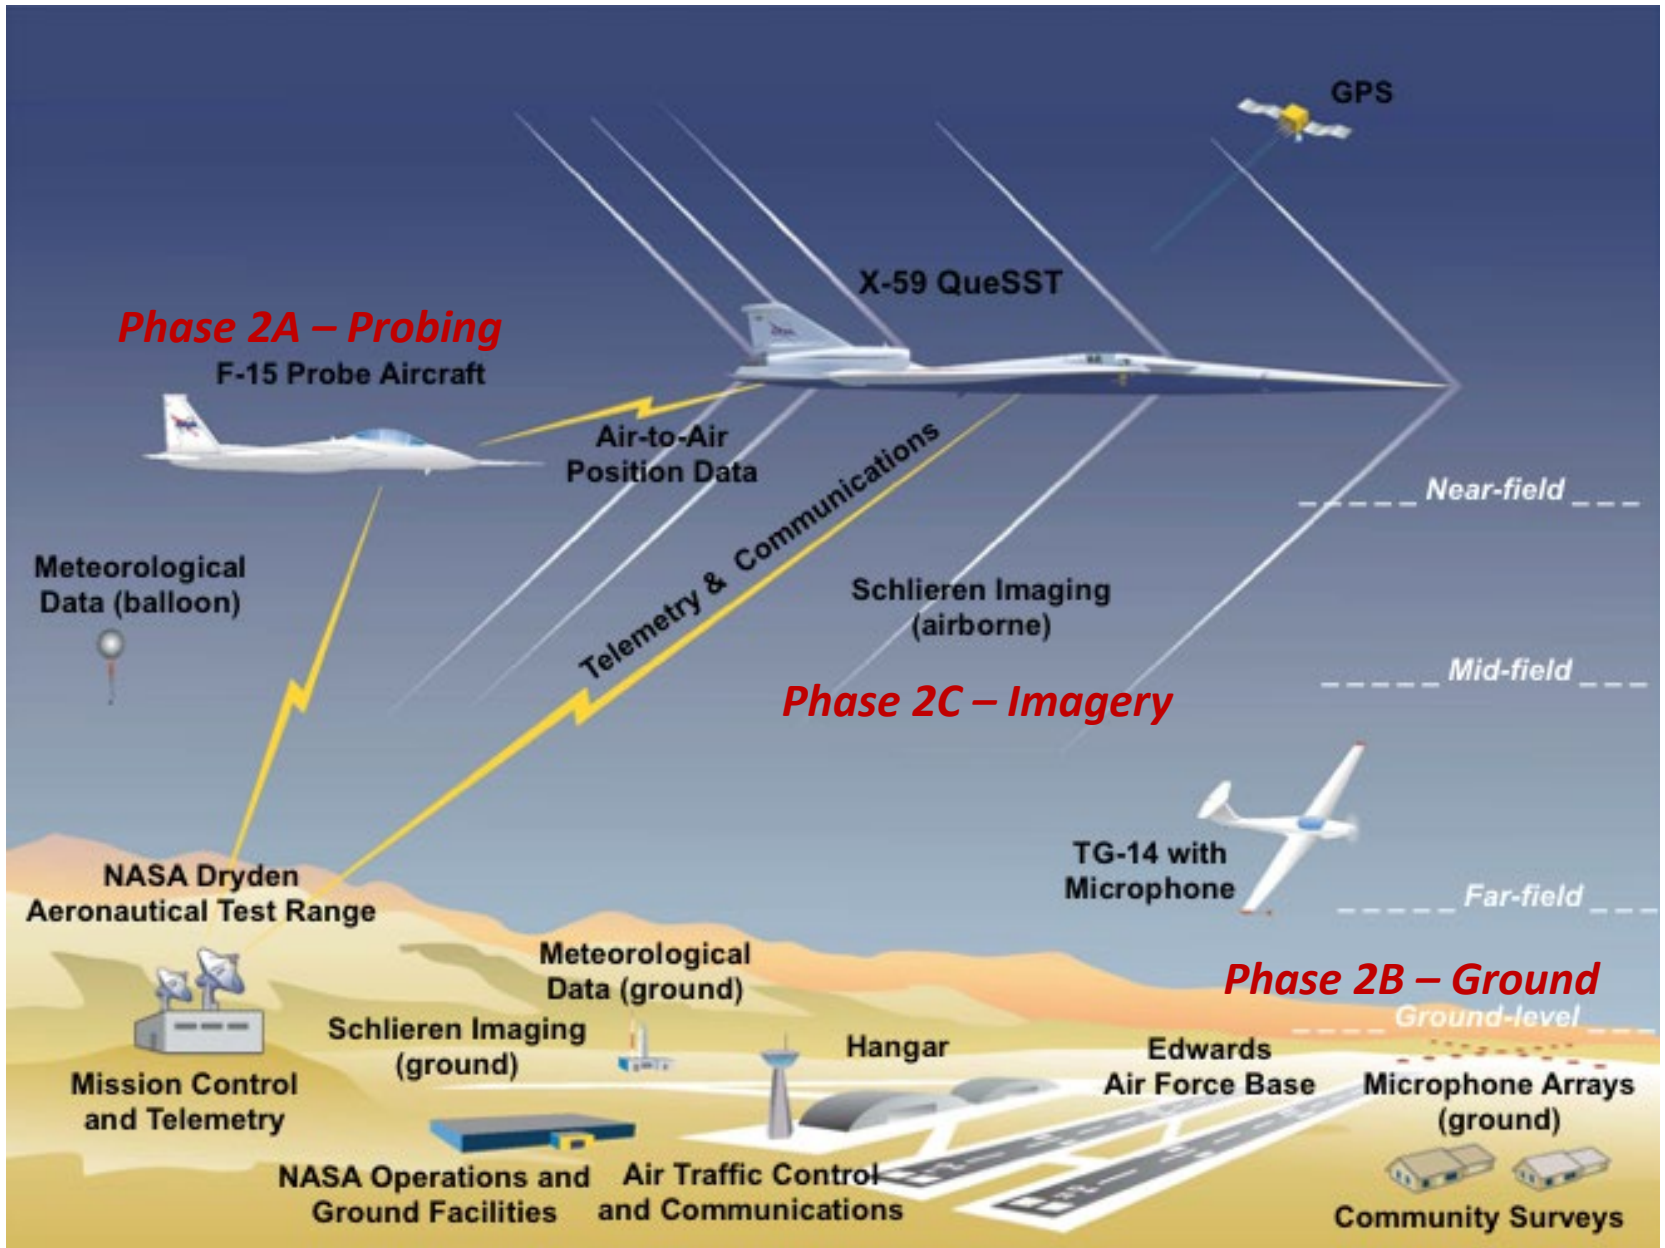 GPS
X-59 QueSST
Phase 2A – Probing
F-15 Probe Aircraft
Air-to-Air
Position Data
Telemetry & Communications
Near-field
Meteorological
Data (balloon)
Schlieren Imaging
(airborne)
Mid-field
Phase 2C – Imagery
TG-14 with
Microphone
Far-field
NASA Dryden
Aeronautical Test Range
Meteorological
Data (ground)
Phase 2B – Ground
Ground-level
Schlieren Imaging
(ground)
Hangar
Edwards
Air Force Base
Mission Control
and Telemetry
Microphone Arrays
(ground)
NASA Operations and
Ground Facilities
Air Traffic Control
and Communications
Community Surveys